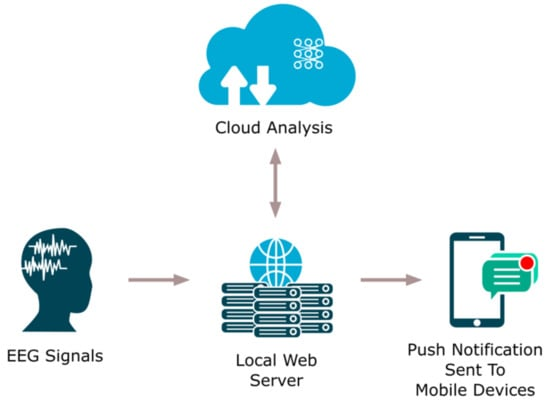 Cloud Analysis
EEG Signals
Local Web
Server
Push Notification
Sent To
Mobile Devices